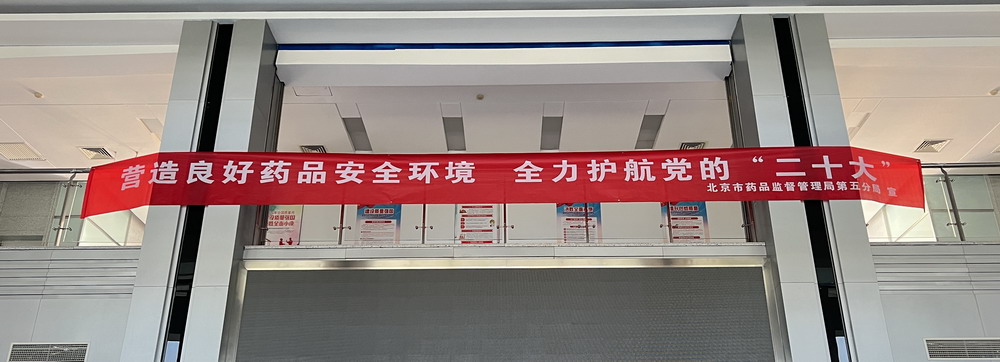 营造良好药品安全环境 全力护航党的“二十大”
北京市药品监督管理局第五分局 宣